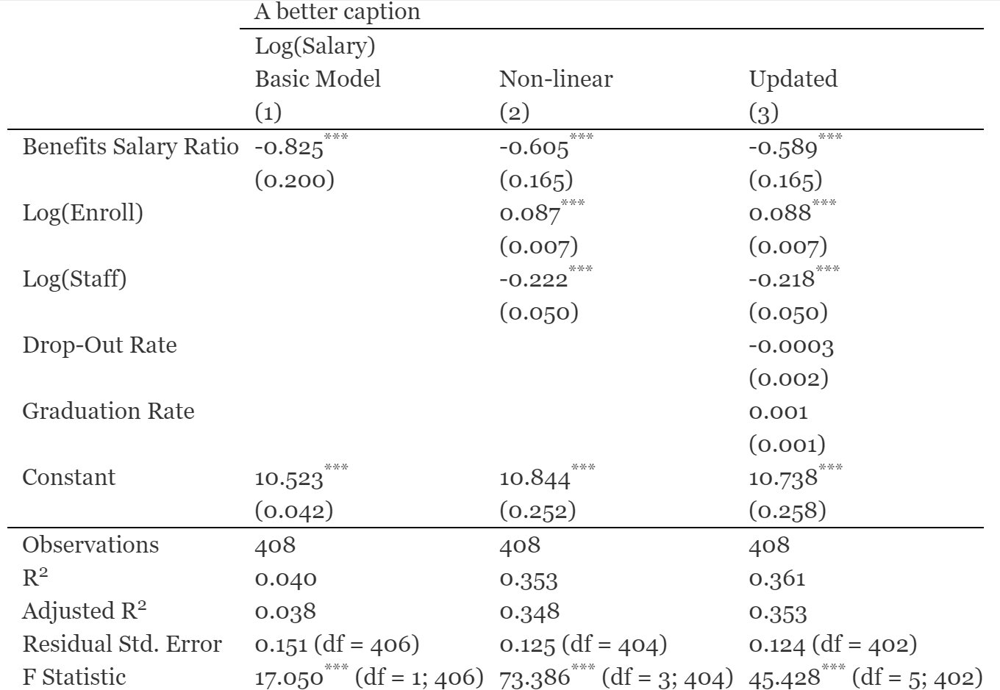 A better caption
Log(Salary)
Basic Model Non-linear Updated
(1) (2) (3)
Benefits Salary Ratio -0.825*** -0.605*** -0.589***
(0.200) (0.165) (0.165)
Log(Enroll) 0.087*** 0.088***
(0.007) (0.007)
Log(Staff) -0.222*** -0.218***
(0.050) (0.050)
Drop-Out Rate -0.0003
(0.002)
Graduation Rate 0.001
(0.001)
Constant 10.523*** 10.844*** 10.738***
(0.042) (0.252) (0.258)
Observations 408 408 408
R² 0.040 0.353 0.361
Adjusted R² 0.038 0.348 0.353
Residual Std. Error 0.151 (df = 406) 0.125 (df = 404) 0.124 (df = 402)
F Statistic 17.050*** (df = 1; 406) 73.386*** (df = 3; 404) 45.428*** (df = 5; 402)